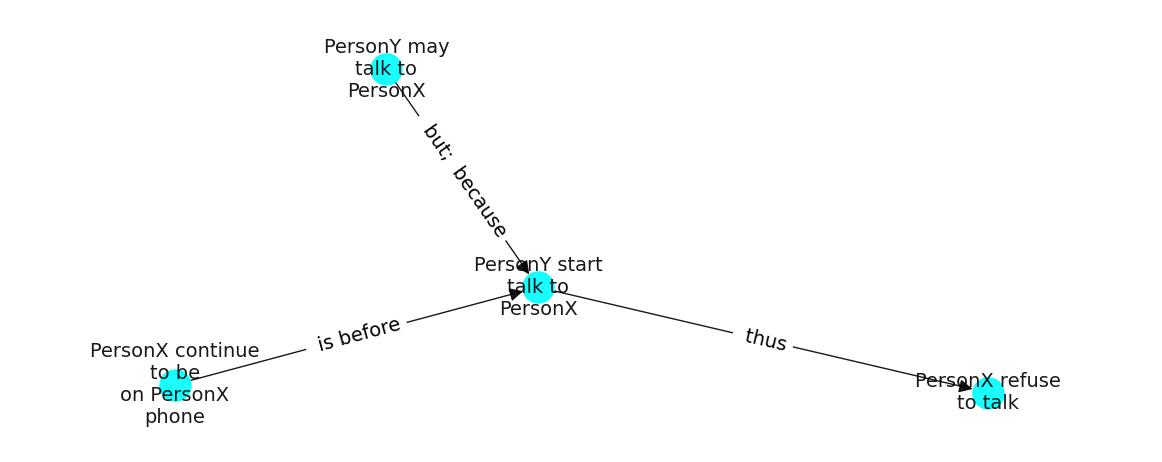 PersonY may
talk to
PersonX
but;  because
PersonY start
talk to
PersonX
is before
thus
PersonX continue
to be
on PersonX
phone
PersonX refuse
to talk